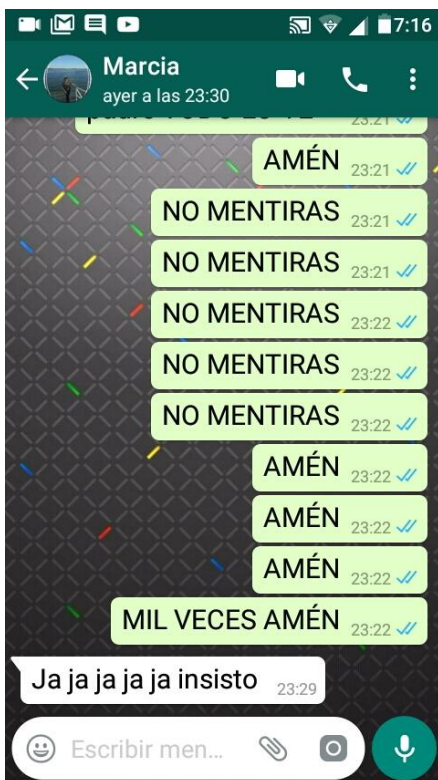 7:16
Marcia
ayer a las 23:30
23:21
AMÉN 23:21
NO MENTIRAS 23:21
NO MENTIRAS 23:21
NO MENTIRAS 23:22
NO MENTIRAS 23:22
NO MENTIRAS 23:22
AMÉN 23:22
AMÉN 23:22
AMÉN 23:22
MIL VECES AMÉN 23:22
Ja ja ja ja ja insisto 23:29
Escribir men...